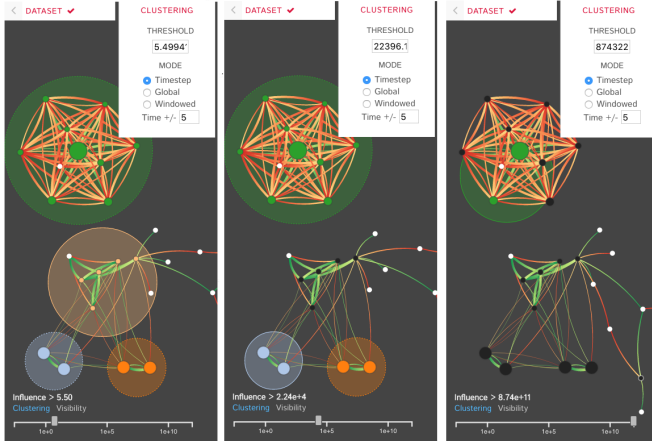 DATASET ✔
CLUSTERING
THRESHOLD
5.4994
MODE
Timestep
Global
Windowed
Time +/- 5
Influence > 5.50
Clustering Visibility
1e+0 1e+5 1e+10
DATASET ✔
CLUSTERING
THRESHOLD
22396.1
MODE
Timestep
Global
Windowed
Time +/- 5
Influence > 2.24e+4
Clustering Visibility
1e+0 1e+5 1e+10
DATASET ✔
CLUSTERING
THRESHOLD
874322
MODE
Timestep
Global
Windowed
Time +/- 5
Influence > 8.74e+11
Clustering Visibility
1e+0 1e+5 1e+10